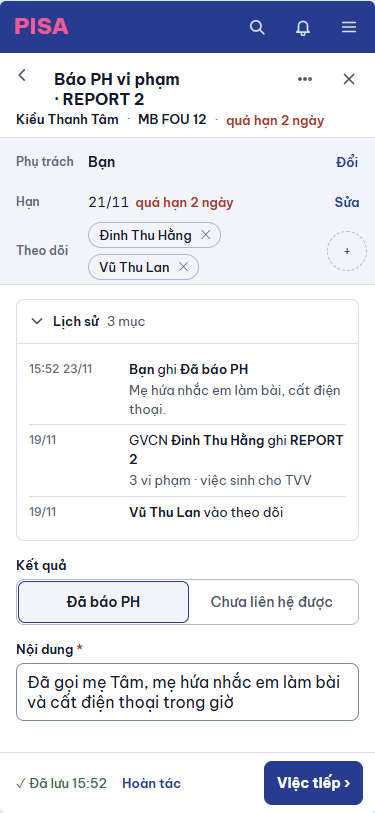 PISA
Báo PH vi phạm
· REPORT 2
Kiều Thanh Tâm · MB FOU 12 · quá hạn 2 ngày
Phụ trách Bạn Đổi
Hạn 21/11 quá hạn 2 ngày Sửa
Theo dõi Đinh Thu Hằng ×
Vũ Thu Lan ×
+
Lịch sử 3 mục
15:52 23/11 Bạn ghi Đã báo PH
Mẹ hứa nhắc em làm bài, cất điện
thoại.
19/11 GVCN Đinh Thu Hằng ghi REPORT
2
3 vi phạm · việc sinh cho TVV
19/11 Vũ Thu Lan vào theo dõi
Kết quả
Đã báo PH Chưa liên hệ được
Nội dung *
Đã gọi mẹ Tâm, mẹ hứa nhắc em làm bài
và cất điện thoại trong giờ
✓ Đã lưu 15:52 Hoàn tác Việc tiếp ›